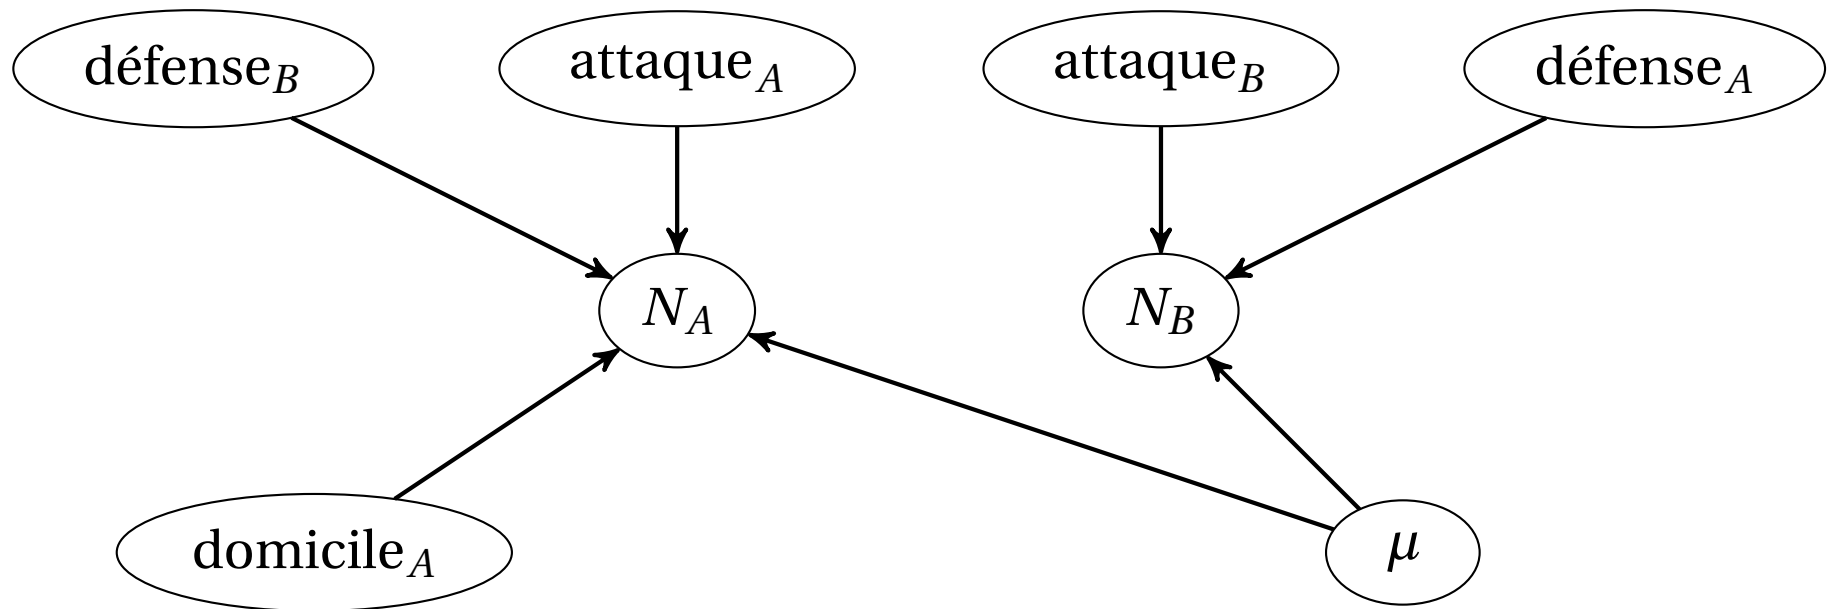 défense_B attaque_A attaque_B défense_A
N_A N_B
domicile_A μ